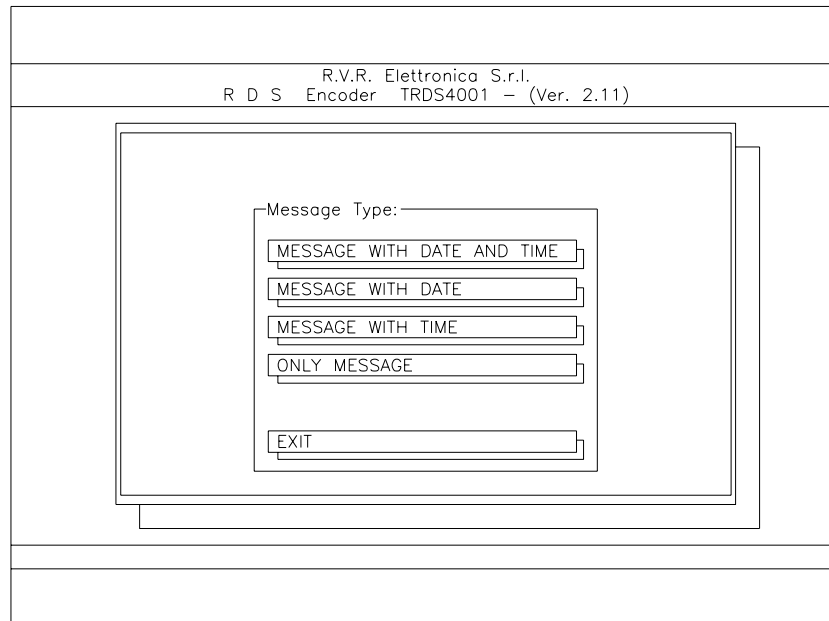 R.V.R. Elettronica S.r.l.
R D S Encoder TRDS4001 – (Ver. 2.11)
Message Type:
MESSAGE WITH DATE AND TIME
MESSAGE WITH DATE
MESSAGE WITH TIME
ONLY MESSAGE
EXIT